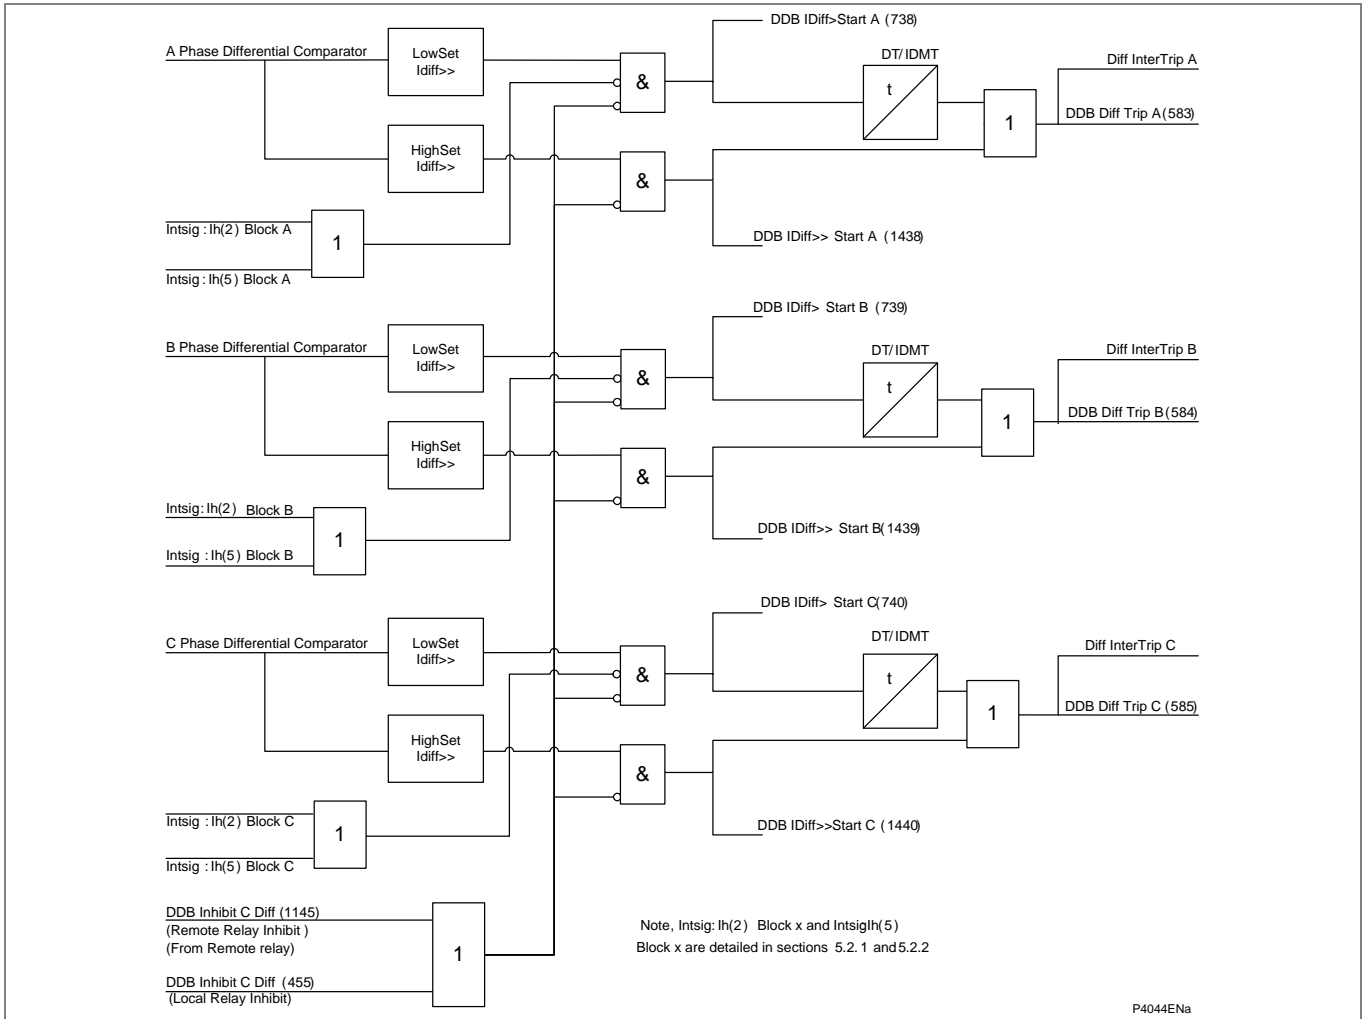 DDB IDiff>Start A (738)
A Phase Differential Comparator
LowSet
Idiff>>
DT/IDMT
Diff InterTrip A
&
t
1
DDB Diff Trip A(583)
HighSet
Idiff>>
&
Intsig : Ih(2) Block A
1
DDB IDiff>> Start A (1438)
Intsig : Ih(5) Block A
DDB IDiff> Start B (739)
B Phase Differential Comparator
LowSet
Idiff>>
DT/IDMT
Diff InterTrip B
&
t
1
DDB Diff Trip B(584)
HighSet
Idiff>>
&
Intsig: Ih(2) Block B
1
DDB IDiff>> Start B(1439)
Intsig : Ih(5) Block B
DDB IDiff> Start C(740)
C Phase Differential Comparator
LowSet
Idiff>>
DT/IDMT
Diff InterTrip C
&
t
1
DDB Diff Trip C (585)
HighSet
Idiff>>
&
Intsig : Ih(2) Block C
1
DDB IDiff>>Start C (1440)
Intsig : Ih(5) Block C
DDB Inhibit C Diff (1145)
(Remote Relay Inhibit )
(From Remote relay)
1
DDB Inhibit C Diff (455)
(Local Relay Inhibit)
Note, Intsig: Ih(2) Block x and IntsigIh(5)
Block x are detailed in sections 5.2.1 and 5.2.2
P4044ENa